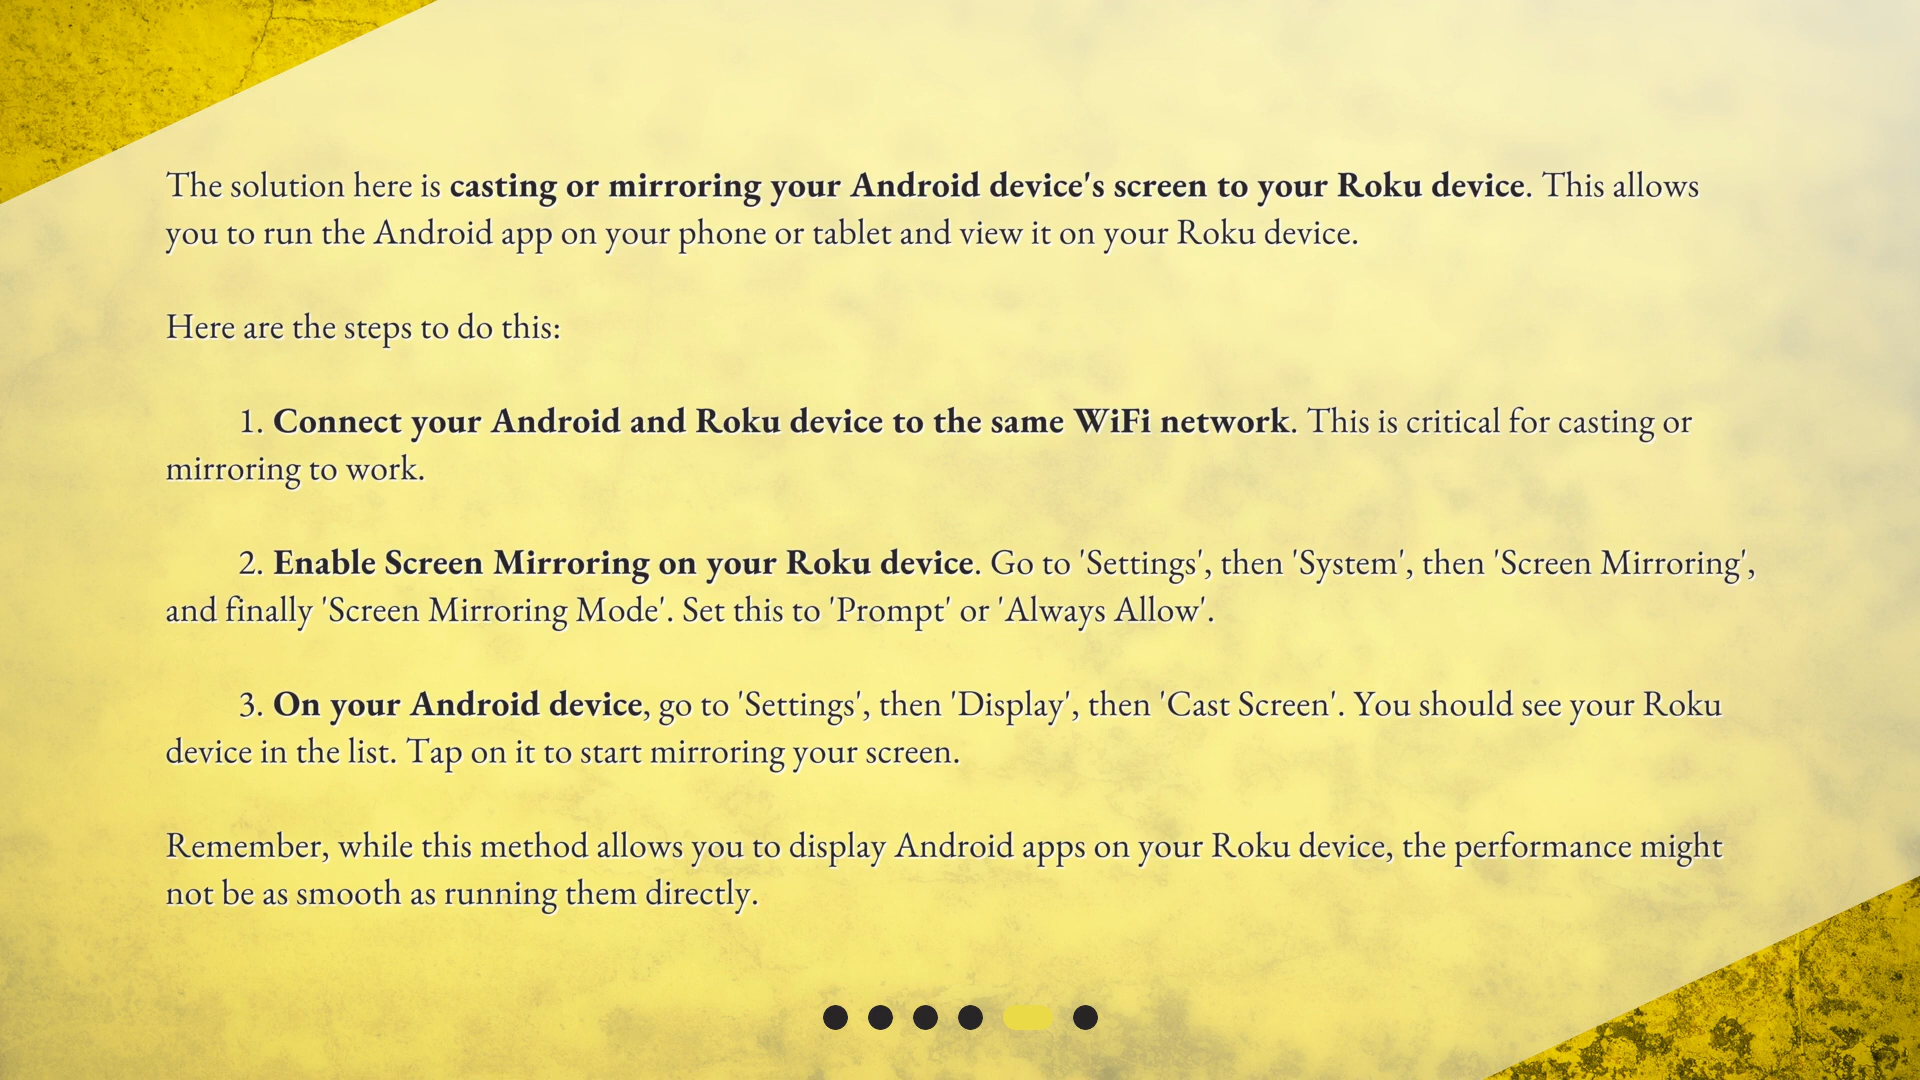 The solution here is casting or mirroring your Android device's screen to your Roku device. This allows
you to run the Android app on your phone or tablet and view it on your Roku device.
Here are the steps to do this:
1. Connect your Android and Roku device to the same WiFi network. This is critical for casting or
mirroring to work.
2. Enable Screen Mirroring on your Roku device. Go to 'Settings', then 'System', then 'Screen Mirroring',
and finally 'Screen Mirroring Mode'. Set this to 'Prompt' or 'Always Allow'.
3. On your Android device, go to 'Settings', then 'Display', then 'Cast Screen'. You should see your Roku
device in the list. Tap on it to start mirroring your screen.
Remember, while this method allows you to display Android apps on your Roku device, the performance might
not be as smooth as running them directly.